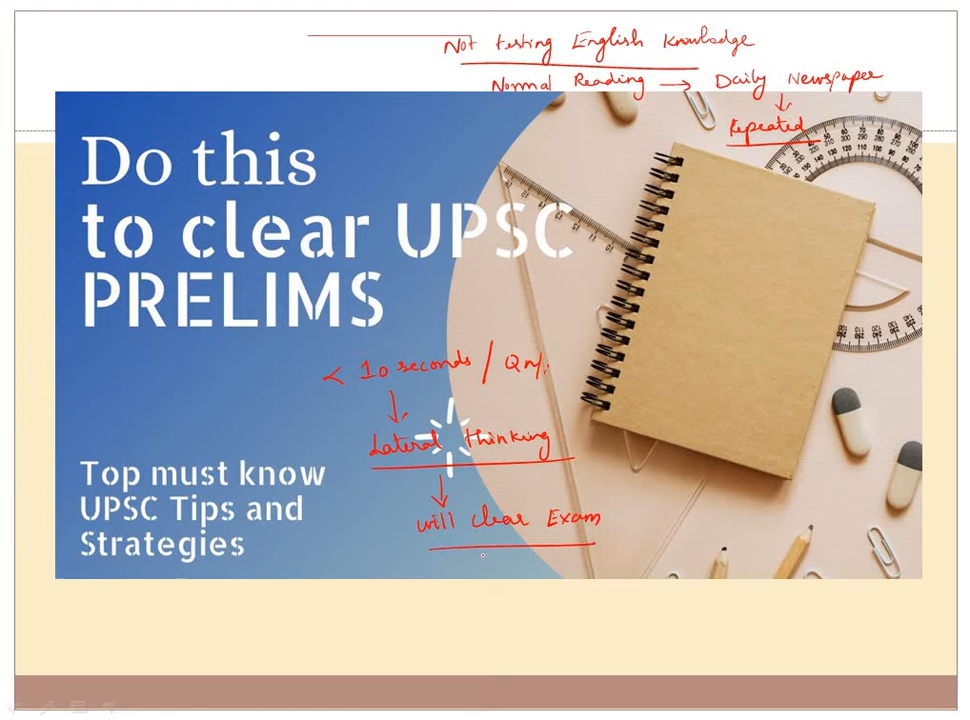 Not testing English Knowledge
Normal Reading → Daily Newspaper
Repeated
Do this
to clear UPSC
PRELIMS
< 10 seconds /
Lateral thinking
will clear Exam
Top must know
UPSC Tips and
Strategies